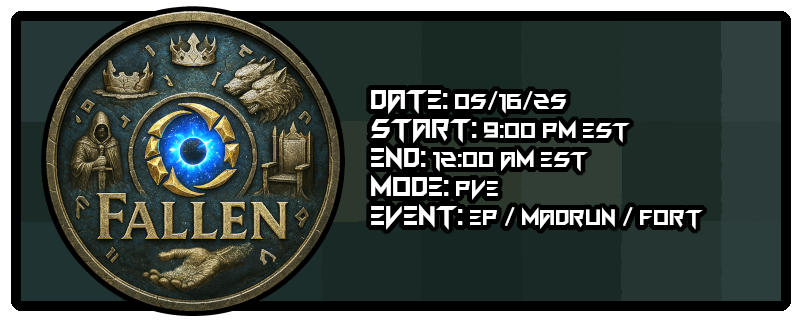 FALLEN
DATE: 05/16/25
START: 9:00 PM EST
END: 12:00 AM EST
MODE: PVE
EVENT: EP / MADRUN / FORT